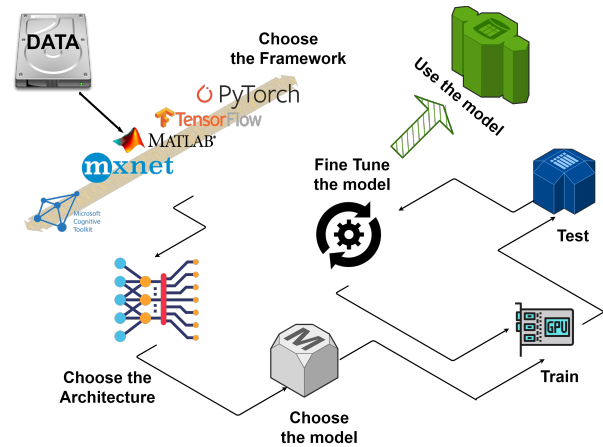 DATA
Choose
the Framework
PyTorch
TensorFlow
MATLAB®
mxnet
Microsoft
Cognitive
Toolkit
Use the model
Fine Tune
the model
Test
GPU
Train
Choose the
Architecture
M
Choose
the model